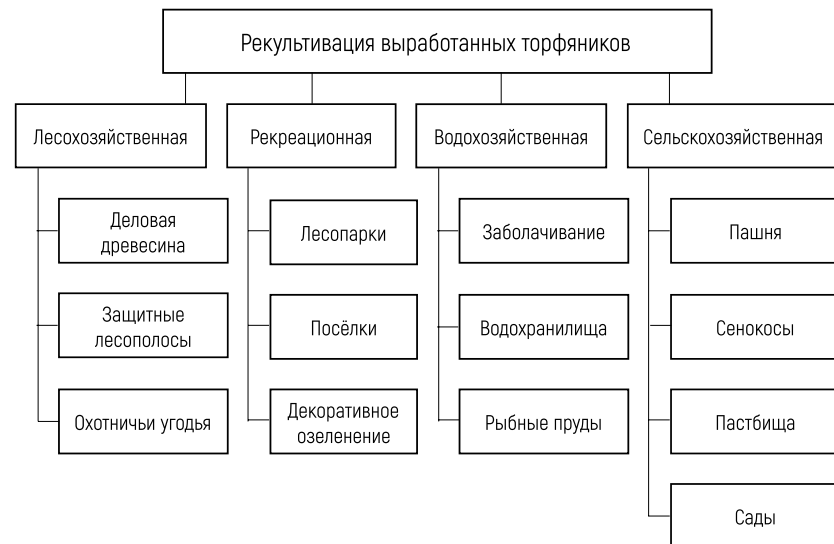 Рекультивация выработанных торфяников
Лесохозяйственная
Рекреационная
Водохозяйственная
Сельскохозяйственная
Деловая
древесина
Защитные
лесополосы
Охотничьи угодья
Лесопарки
Посёлки
Декоративное
озеленение
Заболачивание
Водохранилища
Рыбные пруды
Пашня
Сенокосы
Пастбища
Сады